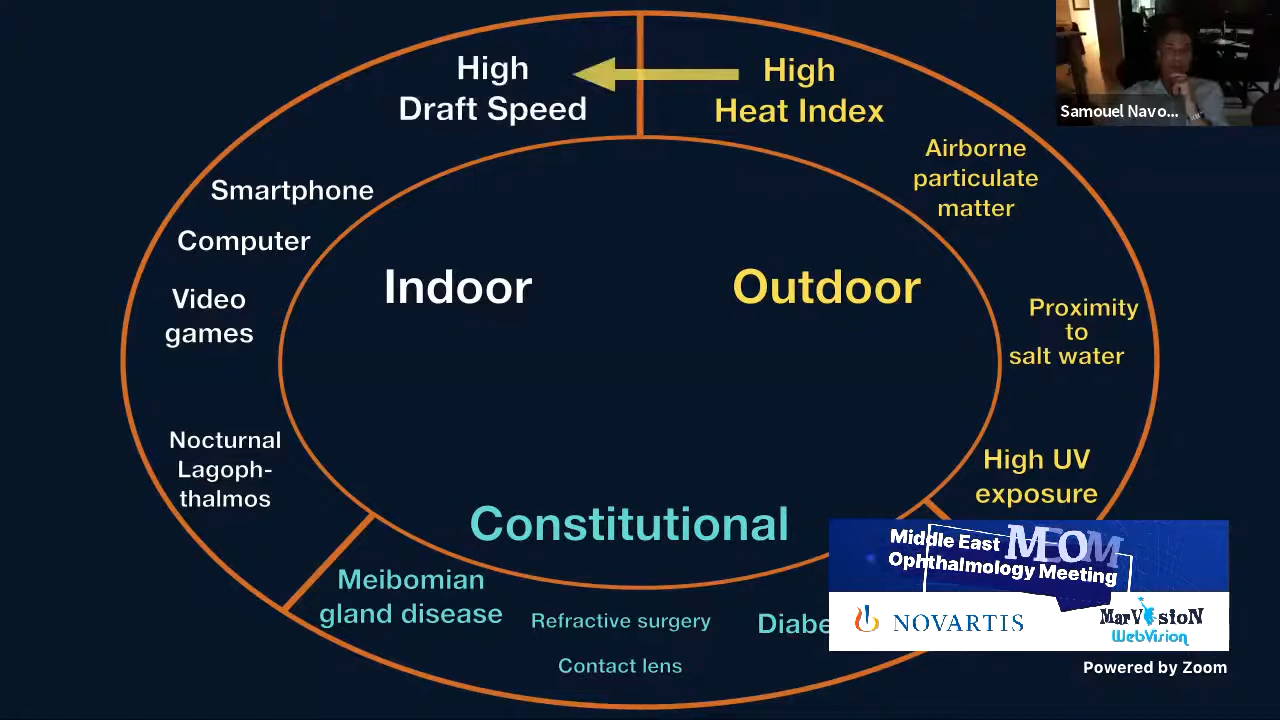 High
Draft Speed
High
Heat Index
Samouel Navo...
Airborne
particulate
matter
Smartphone
Computer
Video
games
Indoor
Outdoor
Proximity
to
salt water
Nocturnal
Lagoph-
thalmos
High UV
exposure
Constitutional
Meibomian
gland disease
Refractive surgery
Diabe
Contact lens
Middle East MEOM
Ophthalmology Meeting
NOVARTIS
MarVision
WebVision
Powered by Zoom